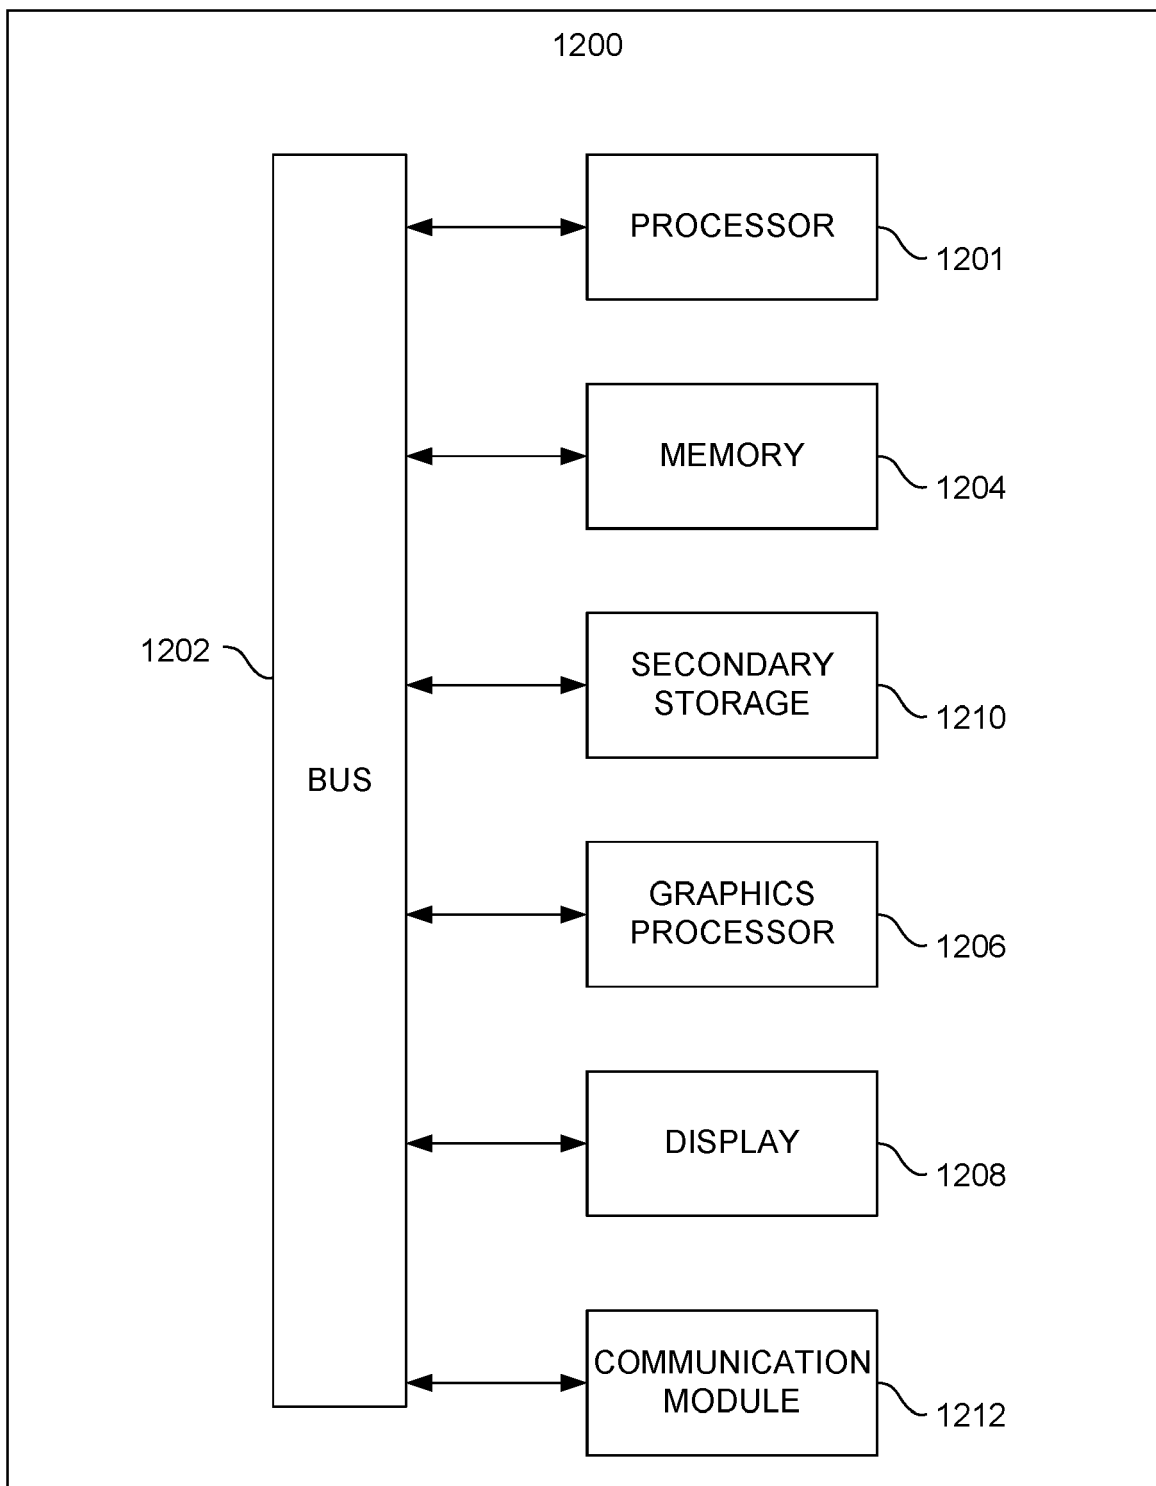 1200
PROCESSOR
1201
MEMORY
1204
1202
SECONDARY
STORAGE
1210
BUS
GRAPHICS
PROCESSOR
1206
DISPLAY
1208
COMMUNICATION
MODULE
1212